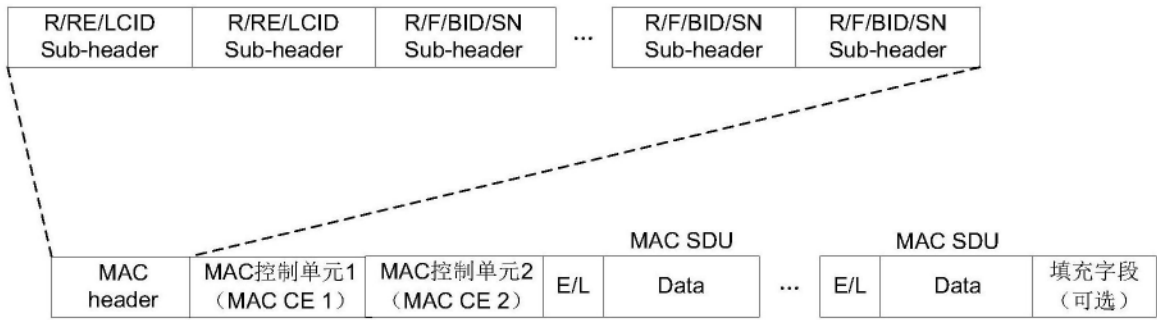 R/RE/LCID R/RE/LCID R/F/BID/SN R/F/BID/SN R/F/BID/SN
Sub-header Sub-header Sub-header ... Sub-header Sub-header
MAC SDU MAC SDU
MAC MAC控制单元1 MAC控制单元2 E/L Data ... E/L Data 填充字段
header （MAC CE 1） （MAC CE 2） （可选）